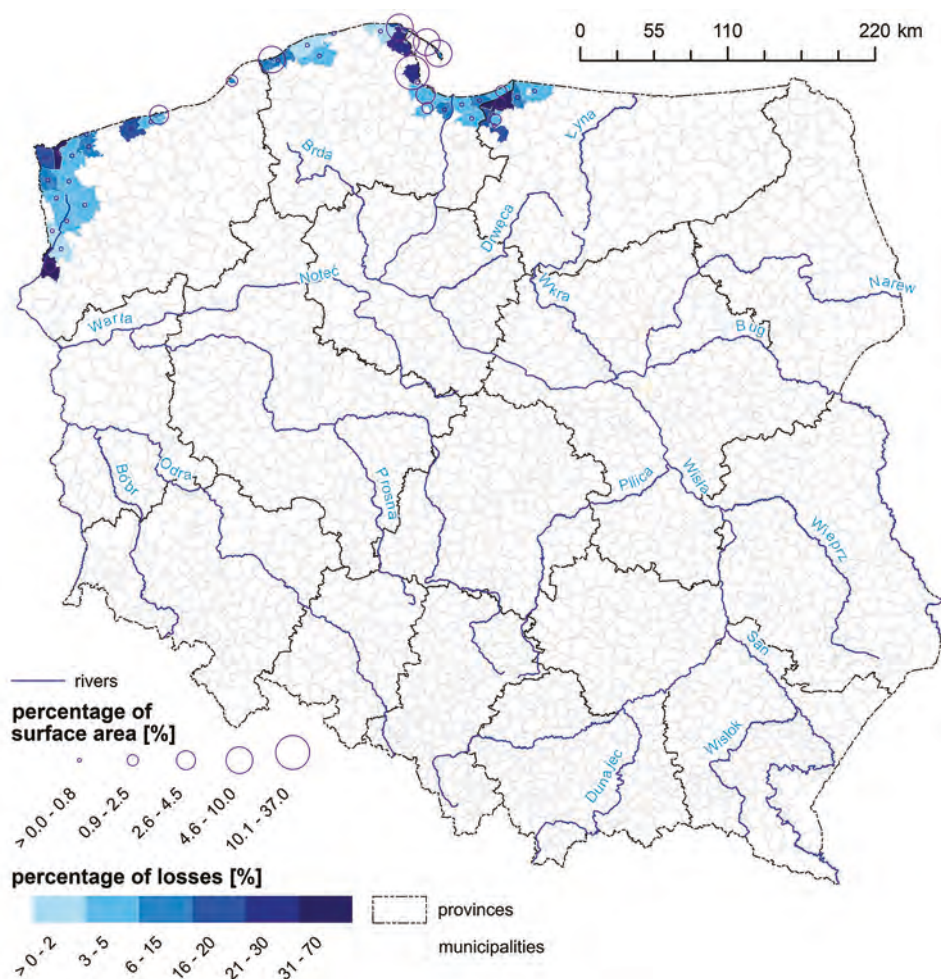 0 55 110 220 km
Łyna
Brda
Drwęca
Noteć
Wkra
Narew
Warta
Bug
Odra
Bóbr
Prosna
Pilica
Wisła
Wieprz
San
Wisłok
Dunajec
rivers
percentage of
surface area [%]
> 0.0 - 0.8
0.9 - 2.5
2.6 - 4.5
4.6 - 10.0
10.1 - 37.0
percentage of losses [%]
> 0 - 2
3 - 5
6 - 15
16 - 20
21 - 30
31 - 70
provinces
municipalities